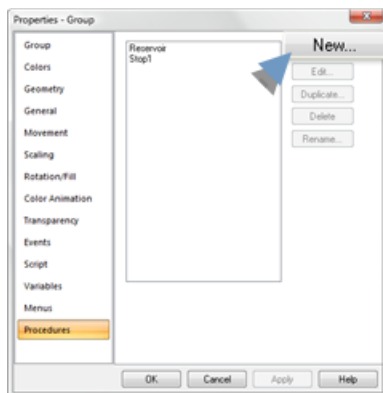 Properties - Group
Group
Colors
Geometry
General
Movement
Scaling
Rotation/Fill
Color Animation
Transparency
Events
Script
Variables
Menus
Procedures
Reservoir
Stop1
New...
Edit...
Duplicate...
Delete
Rename...
OK
Cancel
Apply
Help